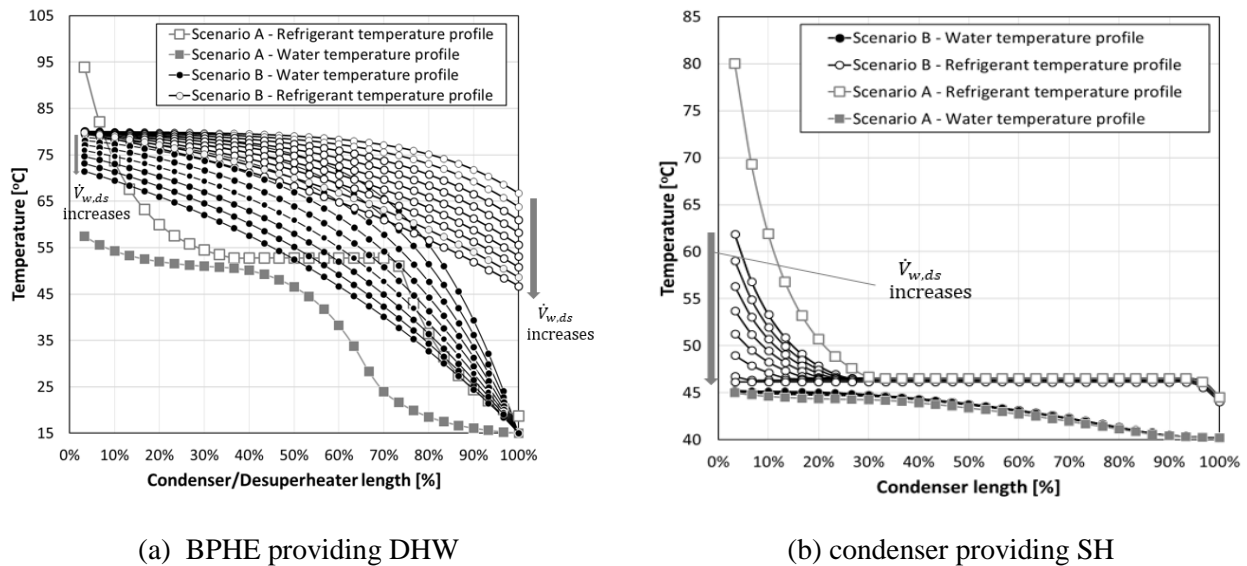 105
95
85
75
65
55
45
35
25
15
Temperature [ºC]
Scenario A - Refrigerant temperature profile
Scenario A - Water temperature profile
Scenario B - Water temperature profile
Scenario B - Refrigerant temperature profile
V̇w,ds
increases
V̇w,ds
increases
0% 10% 20% 30% 40% 50% 60% 70% 80% 90% 100%
Condenser/Desuperheater length [%]
(a) BPHE providing DHW
85
80
75
70
65
60
55
50
45
40
Temperature [ºC]
Scenario B - Water temperature profile
Scenario B - Refrigerant temperature profile
Scenario A - Refrigerant temperature profile
Scenario A - Water temperature profile
V̇w,ds
increases
0% 10% 20% 30% 40% 50% 60% 70% 80% 90% 100%
Condenser length [%]
(b) condenser providing SH